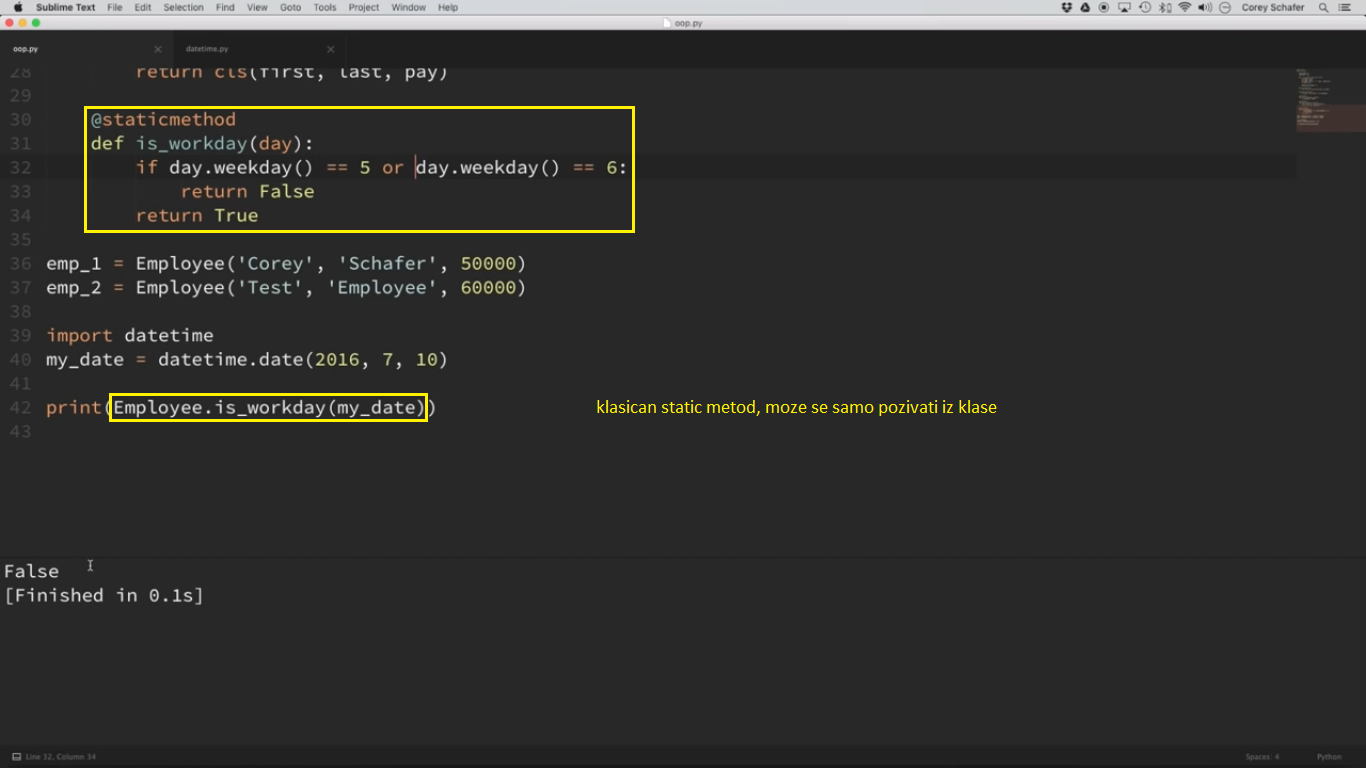 Sublime Text File Edit Selection Find View Goto Tools Project Window Help Corey Schafer
oop.py
oop.py datetime.py
28 return cls(first, last, pay)
29
30 @staticmethod
31 def is_workday(day):
32 if day.weekday() == 5 or day.weekday() == 6:
33 return False
34 return True
35
36 emp_1 = Employee('Corey', 'Schafer', 50000)
37 emp_2 = Employee('Test', 'Employee', 60000)
38
39 import datetime
40 my_date = datetime.date(2016, 7, 10)
41
42 print(Employee.is_workday(my_date)) klasican static metod, moze se samo pozivati iz klase
43
False
[Finished in 0.1s]
Line 32, Column 34 Spaces: 4 Python